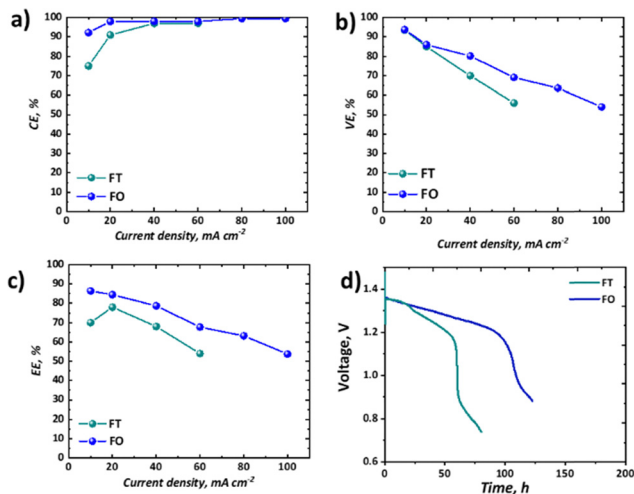 a)
CE, %
100
90
80
70
60
50
40
30
20
10
0
FT
FO
0 20 40 60 80 100
Current density, mA cm⁻²
b)
VE, %
100
90
80
70
60
50
40
30
20
10
0
FT
FO
0 20 40 60 80 100
Current density, mA cm⁻²
c)
EE, %
100
90
80
70
60
50
40
30
20
10
0
FT
FO
0 20 40 60 80 100
Current density, mA cm⁻²
d)
Voltage, V
1.4
1.2
1.0
0.8
0.6
FT
FO
0 50 100 150 200
Time, h